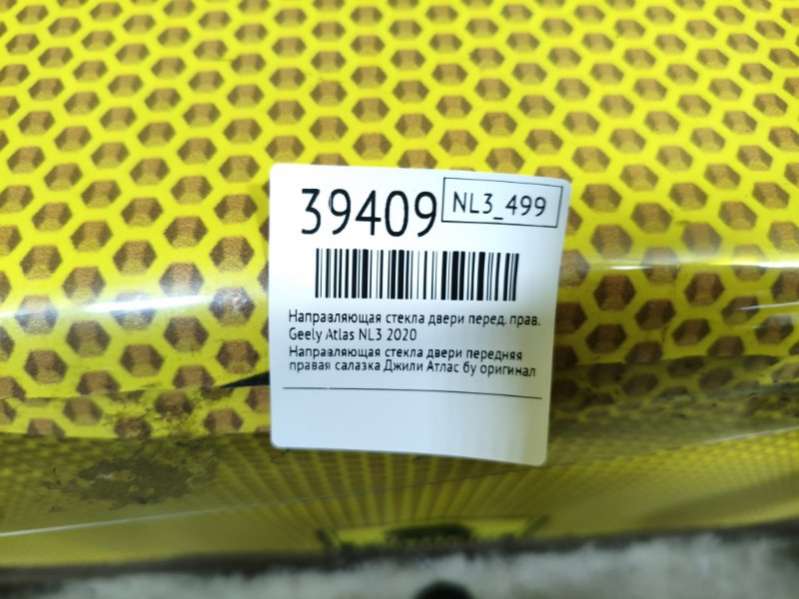 39409
NL3_499
Направляющая стекла двери перед. прав.
Geely Atlas NL3 2020
Направляющая стекла двери передняя
правая салазка Джили Атлас бу оригинал